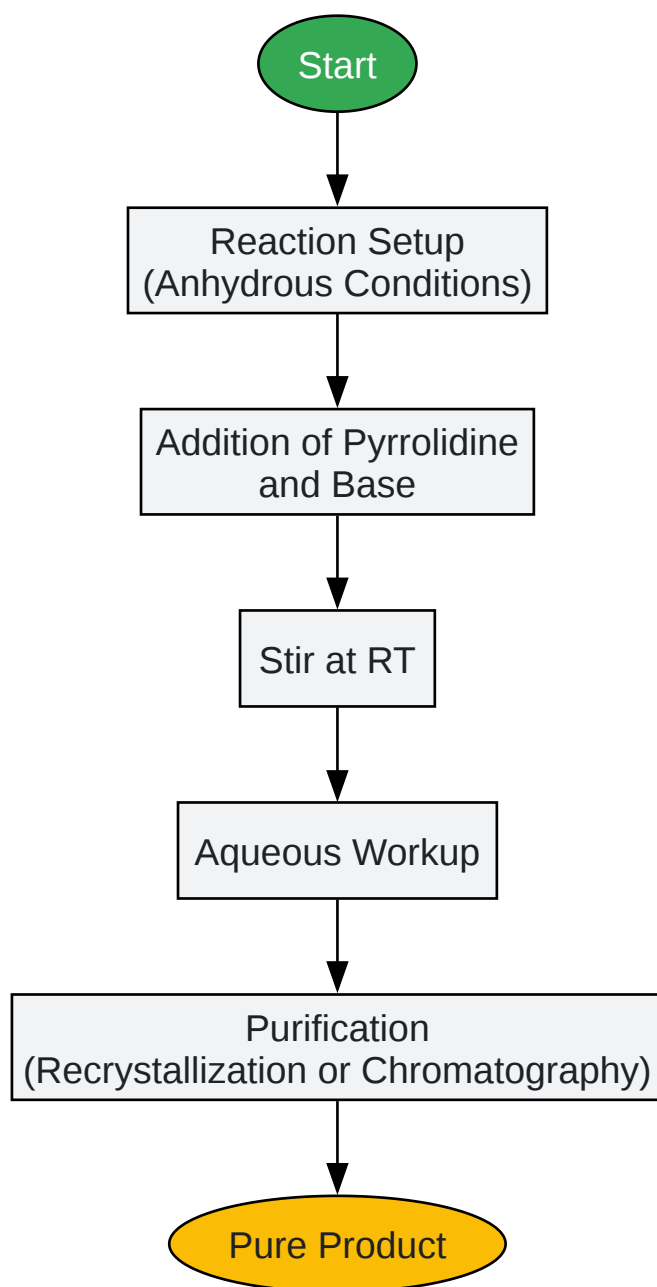 Start
Reaction Setup
(Anhydrous Conditions)
Addition of Pyrrolidine
and Base
Stir at RT
Aqueous Workup
Purification
(Recrystallization or Chromatography)
Pure Product